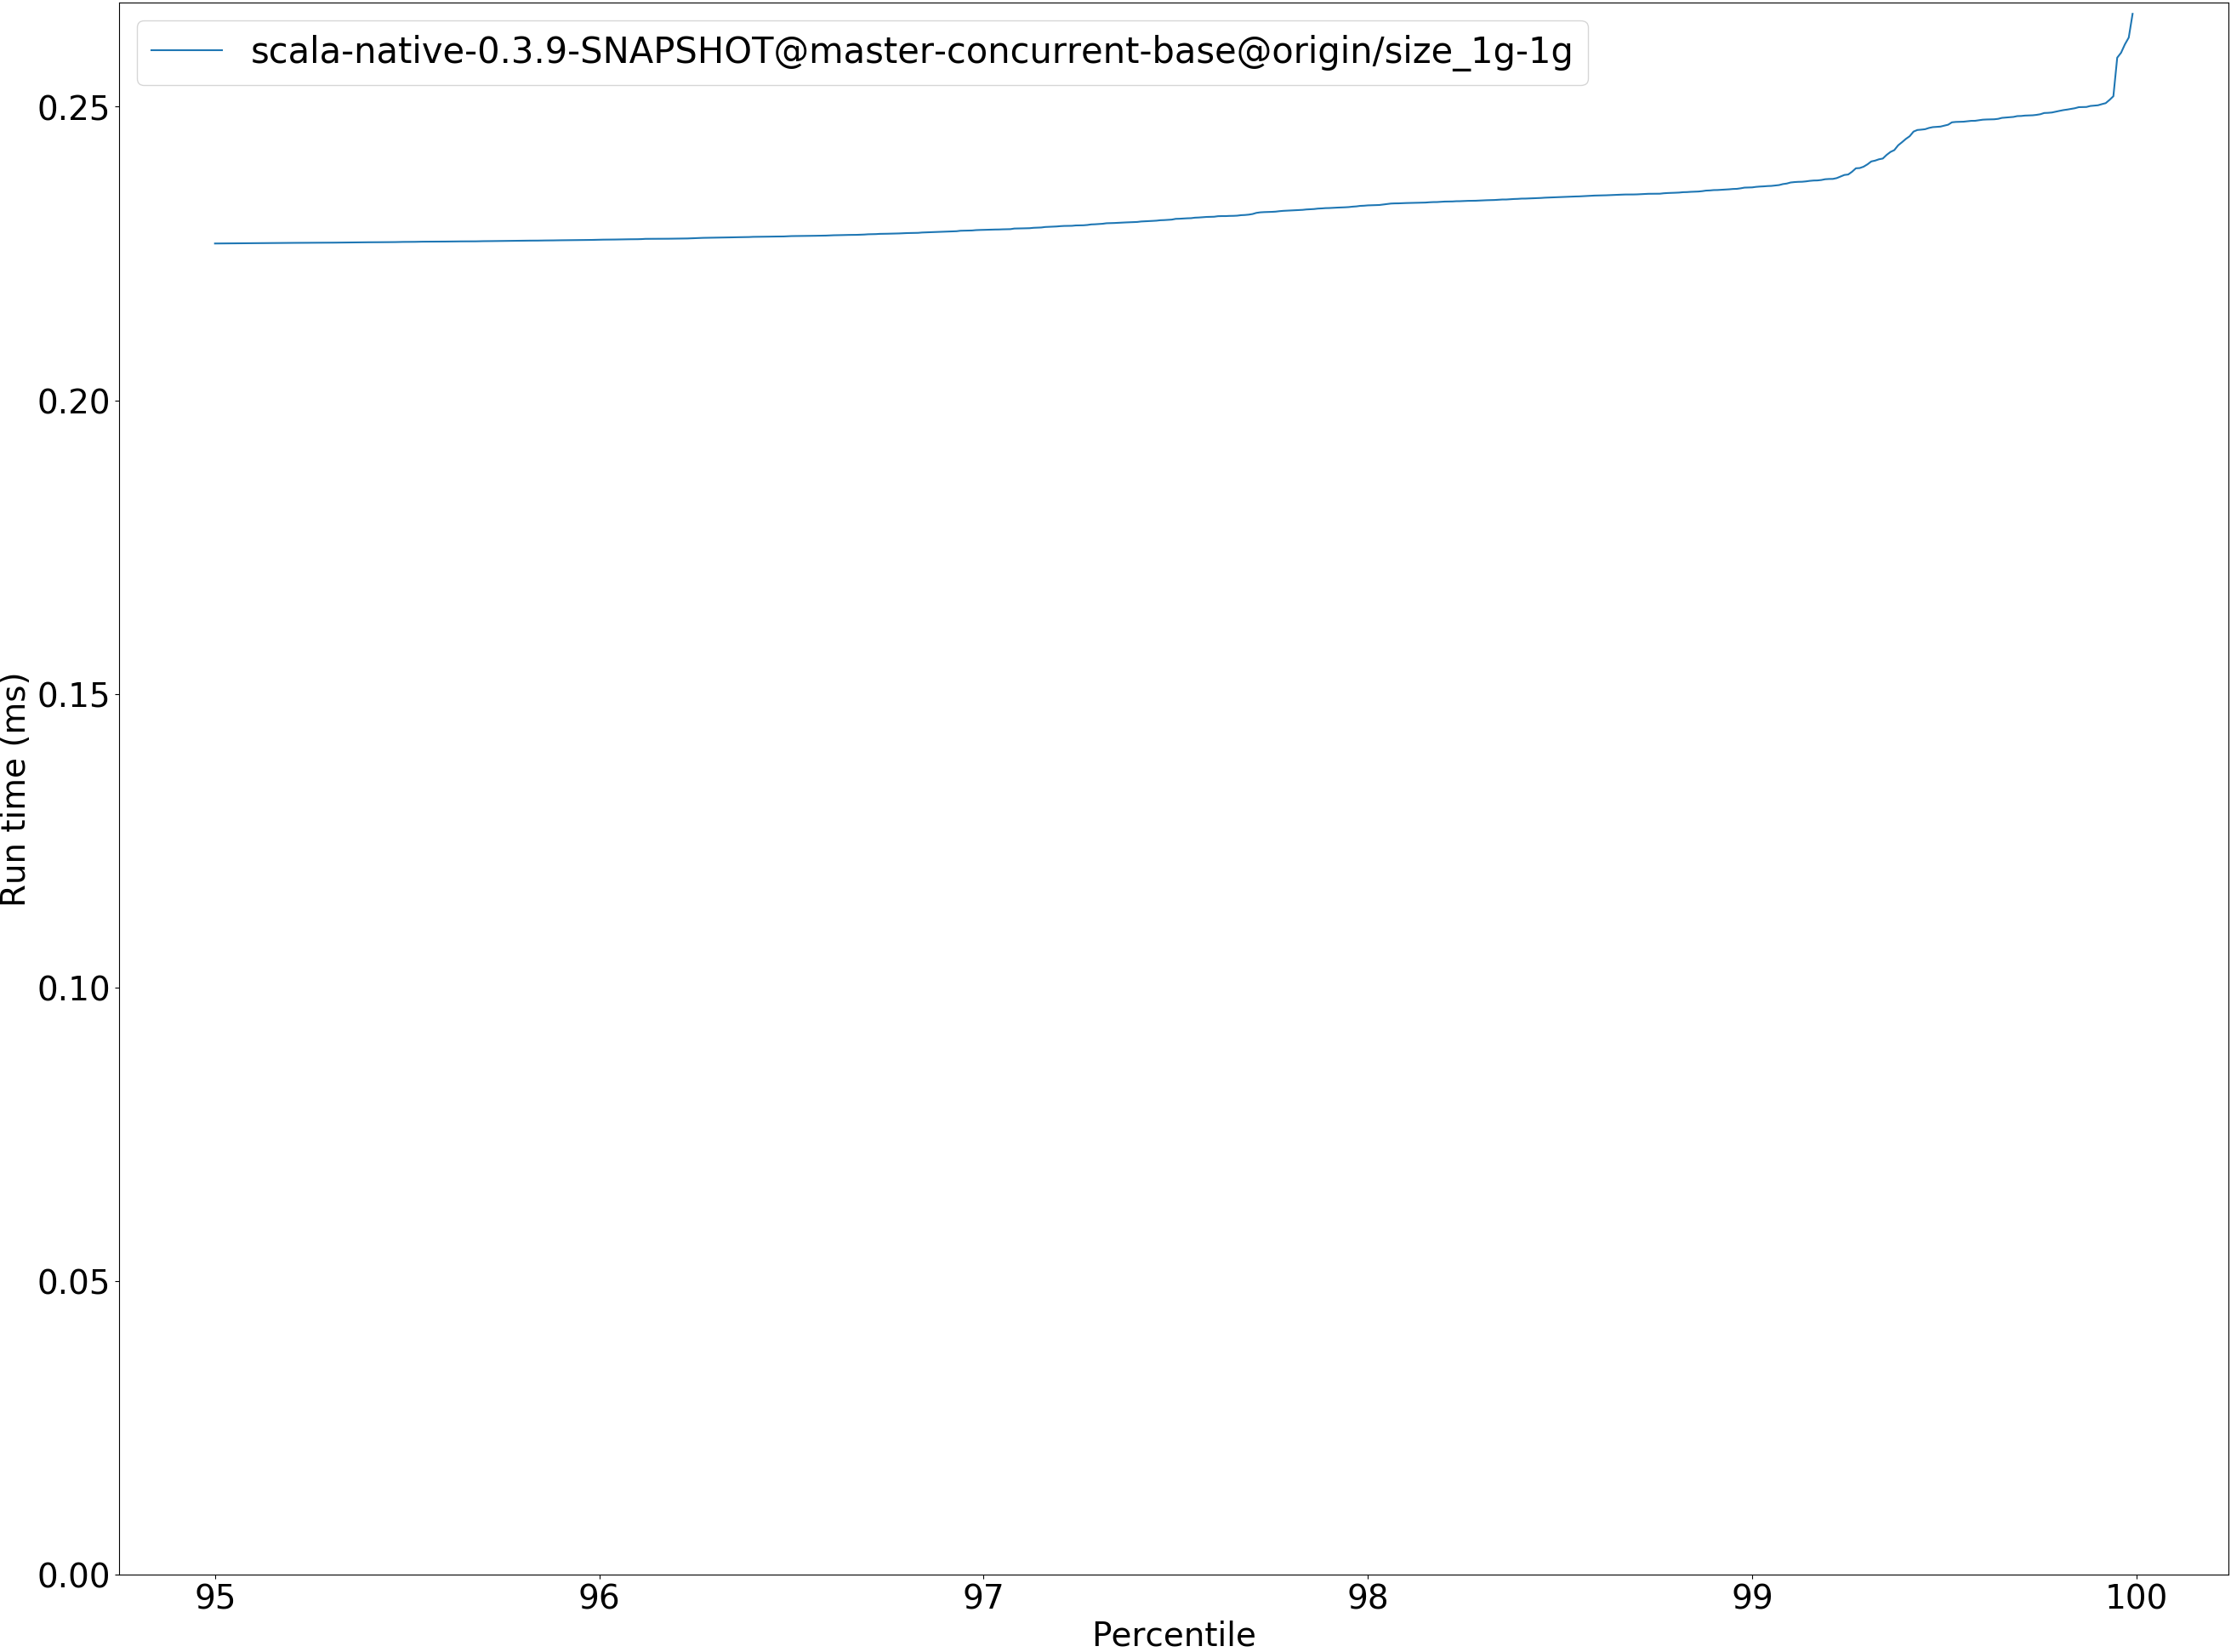 scala-native-0.3.9-SNAPSHOT@master-concurrent-base@origin/size_1g-1g
0.25
0.20
0.15
0.10
0.05
0.00
Run time (ms)
95 96 97 98 99 100
Percentile